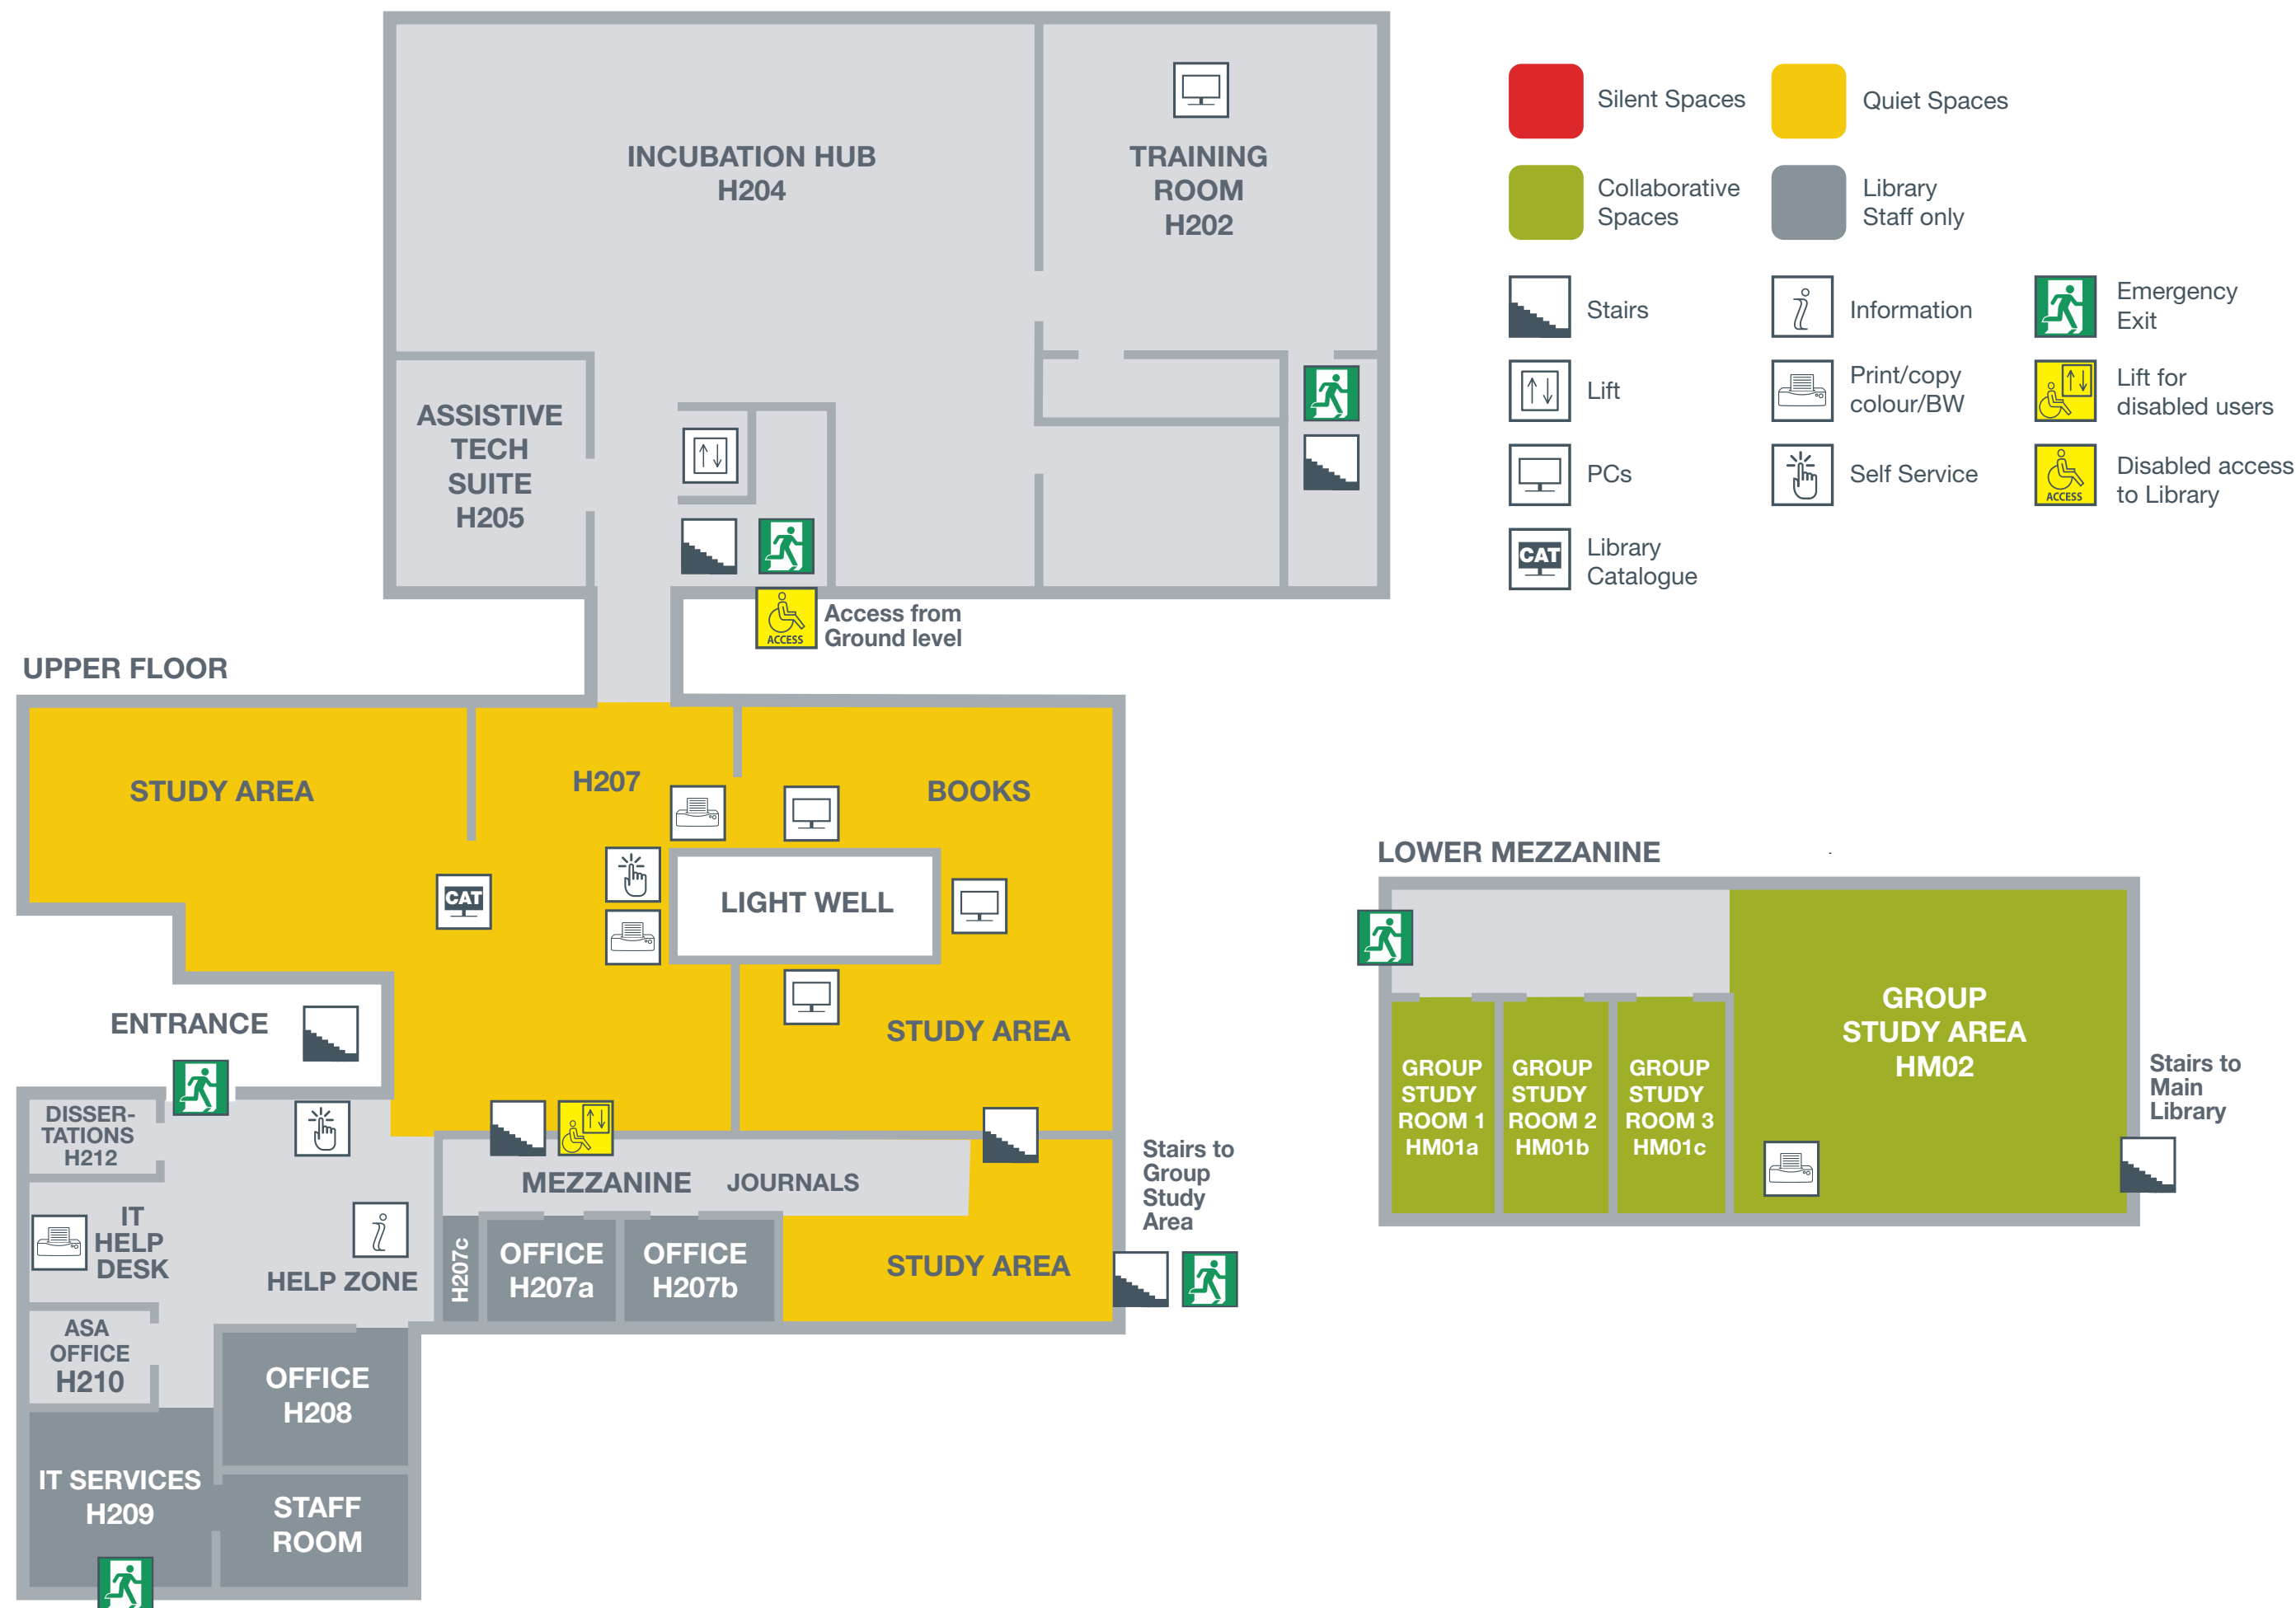 INCUBATION HUB
H204
TRAINING
ROOM
H202
ASSISTIVE
TECH
SUITE
H205
ACCESS
Access from
Ground level
Silent Spaces
Quiet Spaces
Collaborative
Spaces
Library
Staff only
Stairs
Information
Emergency
Exit
Lift
Print/copy
colour/BW
Lift for
disabled users
PCs
Self Service
ACCESS
Disabled access
to Library
CAT
Library
Catalogue
UPPER FLOOR
STUDY AREA
H207
BOOKS
CAT
LIGHT WELL
STUDY AREA
ENTRANCE
DISSER-
TATIONS
H212
IT
HELP
DESK
HELP ZONE
ASA
OFFICE
H210
MEZZANINE
JOURNALS
H207c
OFFICE
H207a
OFFICE
H207b
STUDY AREA
Stairs to
Group
Study
Area
OFFICE
H208
IT SERVICES
H209
STAFF
ROOM
LOWER MEZZANINE
GROUP
STUDY
ROOM 1
HM01a
GROUP
STUDY
ROOM 2
HM01b
GROUP
STUDY
ROOM 3
HM01c
GROUP
STUDY AREA
HM02
Stairs to
Main
Library